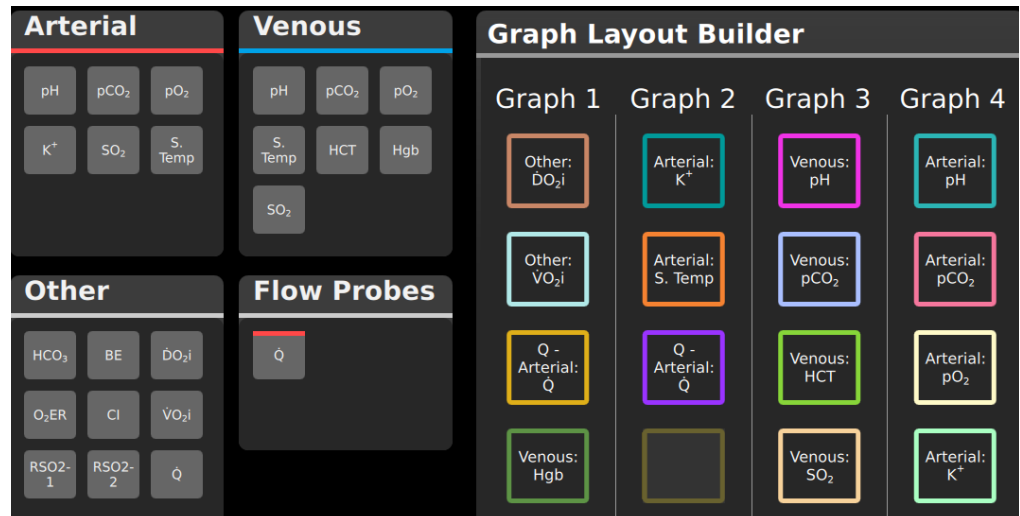 Arterial
pH
pCO₂
pO₂
K⁺
SO₂
S.
Temp
Venous
pH
pCO₂
pO₂
S.
Temp
HCT
Hgb
SO₂
Other
HCO₃
BE
ḊO₂i
O₂ER
CI
V̇O₂i
RSO2-
1
RSO2-
2
Q̇
Flow Probes
Q̇
Graph Layout Builder
Graph 1
Other:
ḊO₂i
Other:
V̇O₂i
Q -
Arterial:
Q̇
Venous:
Hgb
Graph 2
Arterial:
K⁺
Arterial:
S. Temp
Q -
Arterial:
Q̇
Graph 3
Venous:
pH
Venous:
pCO₂
Venous:
HCT
Venous:
SO₂
Graph 4
Arterial:
pH
Arterial:
pCO₂
Arterial:
pO₂
Arterial:
K⁺